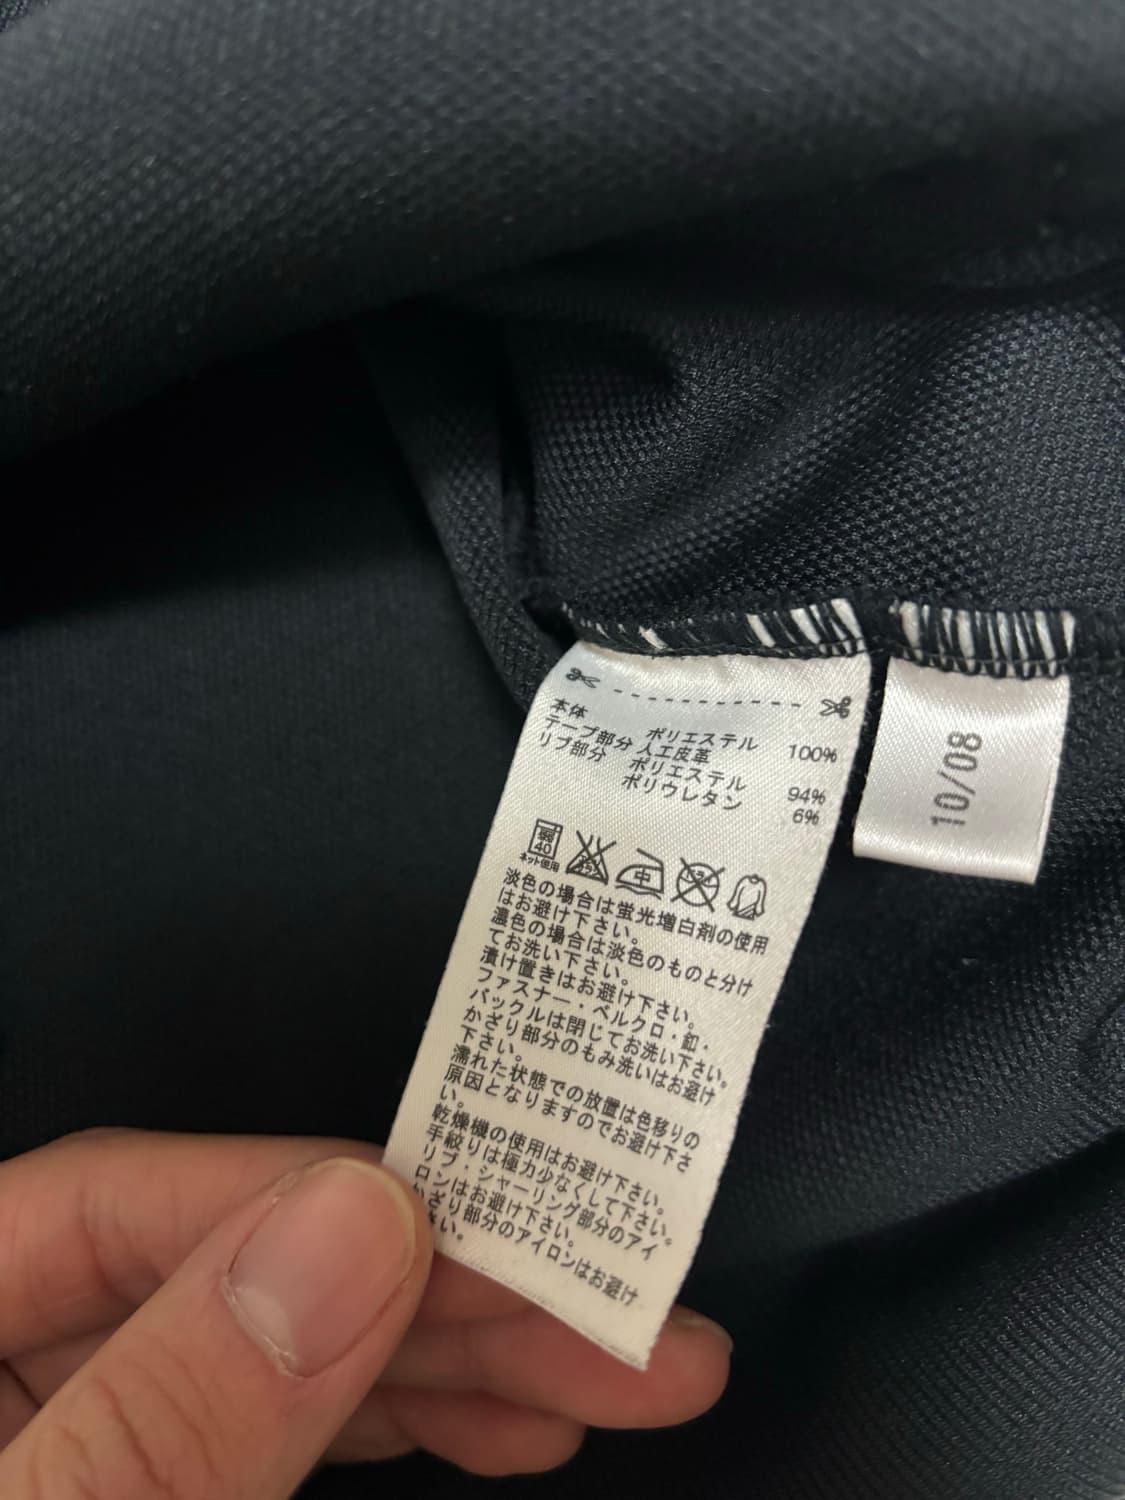 本体 ポリエステル 100%
テープ部分 人工皮革
リブ部分 ポリエステル 94%
ポリウレタン 6%
弱
40
ネット使用
中
淡色の場合は蛍光増白剤の使用
はお避け下さい。
濃色の場合は淡色のものと分け
てお洗い下さい。
漬け置きはお避け下さい。
ファスナー・ベルクロ・釦・
バックルは閉じてお洗い下さい。
かざり部分のもみ洗いはお避け
下さい。
濡れた状態での放置は色移りの
原因となりますのでお避け下さ
い。
乾燥機の使用はお避け下さい。
手絞りは極力少なくして下さい。
リブ・シャーリング部分のアイ
ロンはお避け下さい。
かざり部分のアイロンはお避け
さい。
10/08